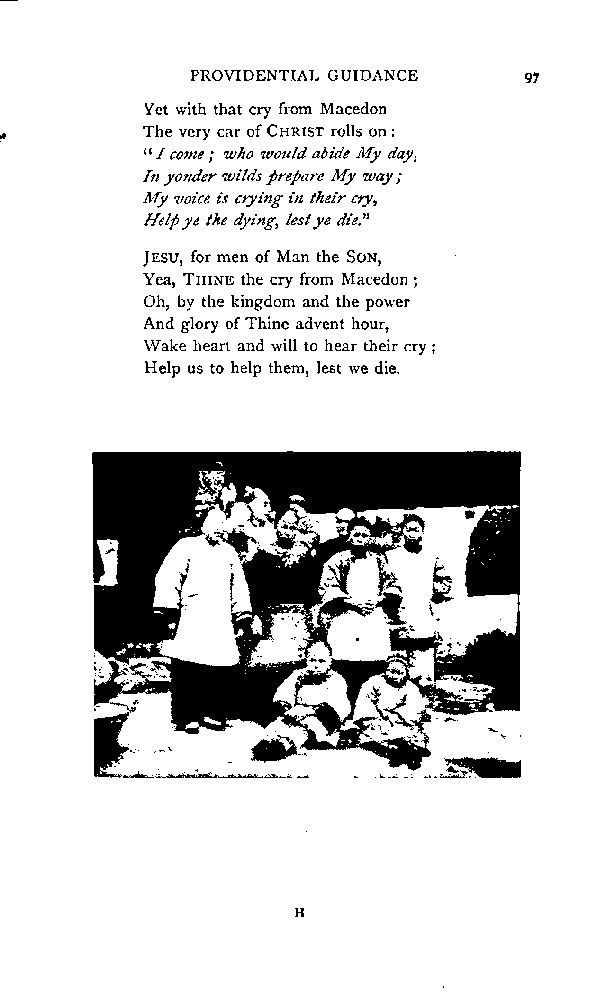 PROVIDENTIAL GUIDANCE 97
Yet with that cry from Macedon
The very car of CHRIST rolls on :
"I come ; who would abide My day,
In yonder wilds prepare My way ;
My voice is crying in their cry,
Help ye the dying, lest ye die."
JESU, for men of Man the SON,
Yea, THINE the cry from Macedon ;
Oh, by the kingdom and the power
And glory of Thine advent hour,
Wake heart and will to hear their cry ;
Help us to help them, lest we die.
H